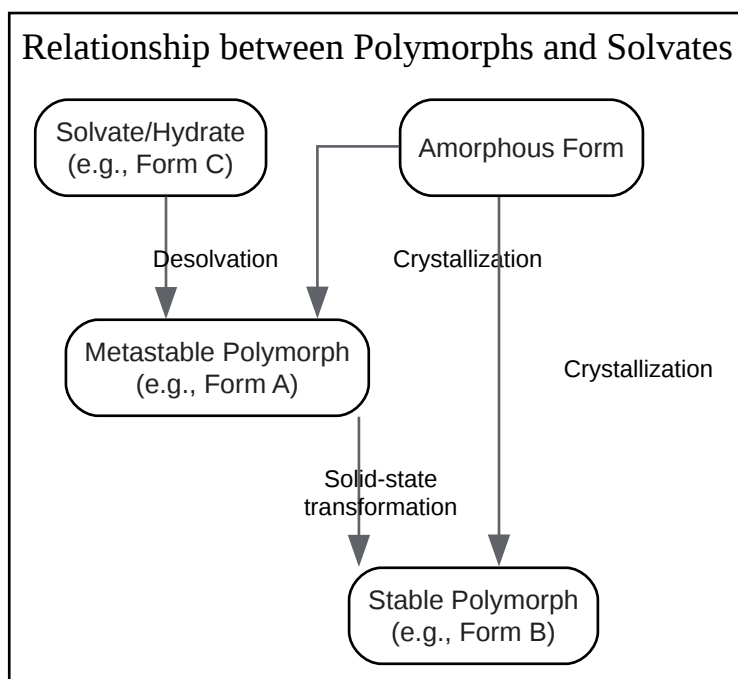 Relationship between Polymorphs and Solvates
Solvate/Hydrate
(e.g., Form C)
Amorphous Form
Desolvation
Crystallization
Metastable Polymorph
(e.g., Form A)
Crystallization
Solid-state
transformation
Stable Polymorph
(e.g., Form B)